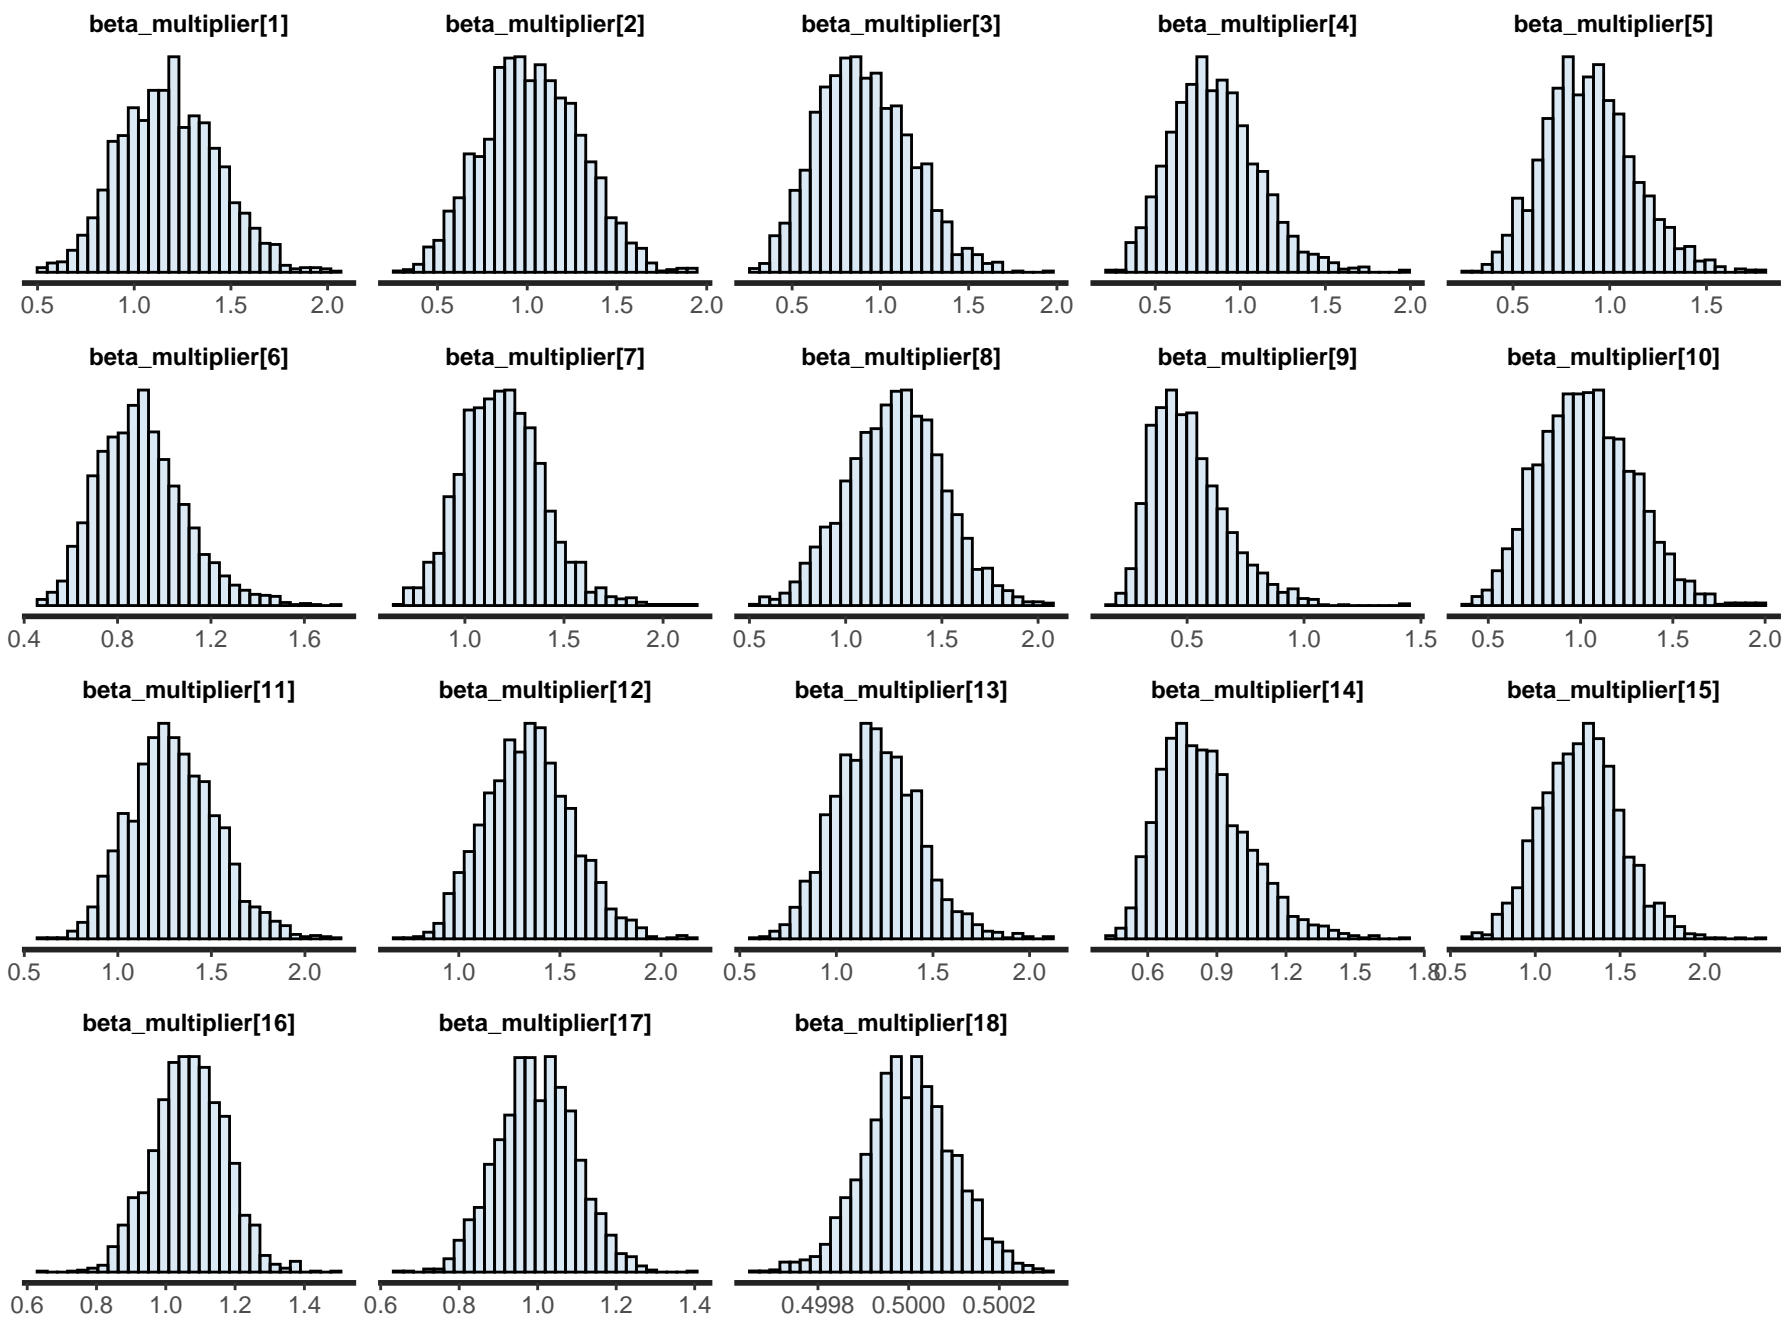 beta_multiplier[1] beta_multiplier[2] beta_multiplier[3] beta_multiplier[4] beta_multiplier[5]
0.5 1.0 1.5 2.0 0.5 1.0 1.5 2.0 0.5 1.0 1.5 2.0 0.5 1.0 1.5 2.0 0.5 1.0 1.5
beta_multiplier[6] beta_multiplier[7] beta_multiplier[8] beta_multiplier[9] beta_multiplier[10]
0.4 0.8 1.2 1.6 1.0 1.5 2.0 0.5 1.0 1.5 2.0 0.5 1.0 1.5 0.5 1.0 1.5 2.0
beta_multiplier[11] beta_multiplier[12] beta_multiplier[13] beta_multiplier[14] beta_multiplier[15]
0.5 1.0 1.5 2.0 1.0 1.5 2.0 0.5 1.0 1.5 2.0 0.6 0.9 1.2 1.5 1.8 0.5 1.0 1.5 2.0
beta_multiplier[16] beta_multiplier[17] beta_multiplier[18]
0.6 0.8 1.0 1.2 1.4 0.6 0.8 1.0 1.2 1.4 0.4998 0.5000 0.5002